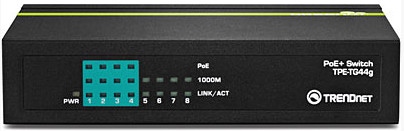 PoE+ Switch
TPE-TG44g
PoE
1000M
LINK/ACT
PWR 1 2 3 4 5 6 7 8
TRENDNET